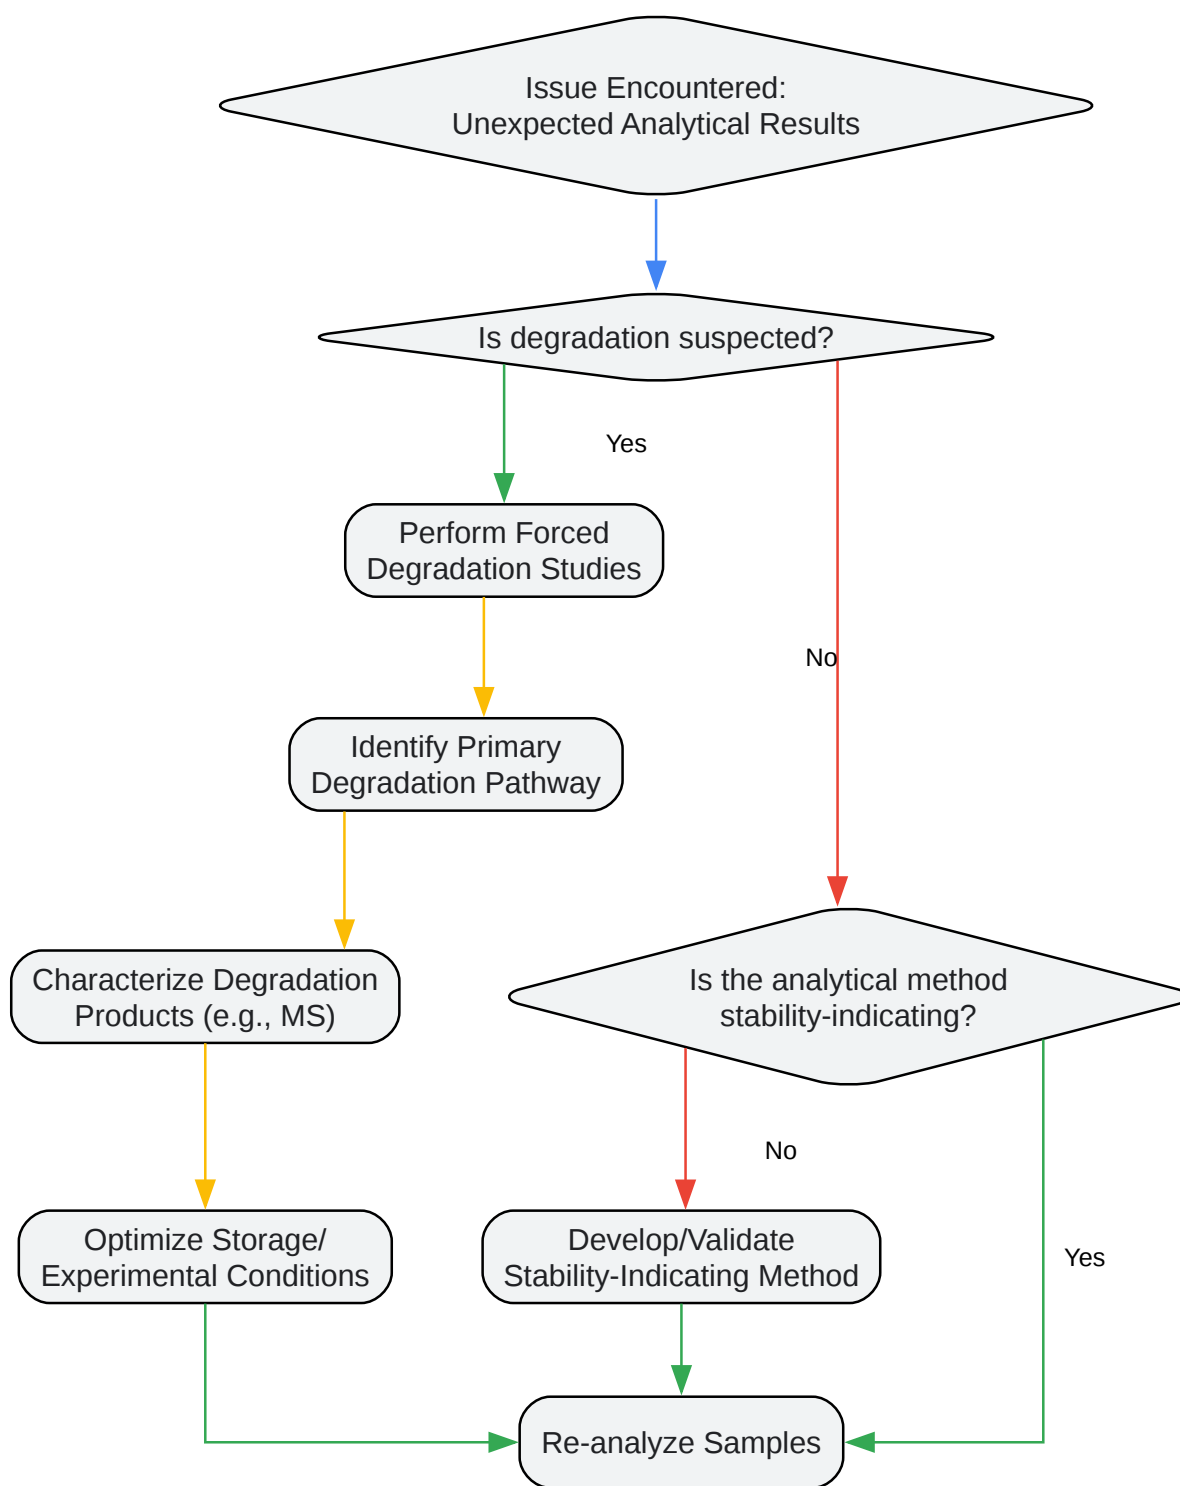 Issue Encountered:
Unexpected Analytical Results
Is degradation suspected?
Yes
Perform Forced
Degradation Studies
No
Identify Primary
Degradation Pathway
Characterize Degradation
Products (e.g., MS)
Is the analytical method
stability-indicating?
No
Optimize Storage/
Experimental Conditions
Develop/Validate
Stability-Indicating Method
Yes
Re-analyze Samples